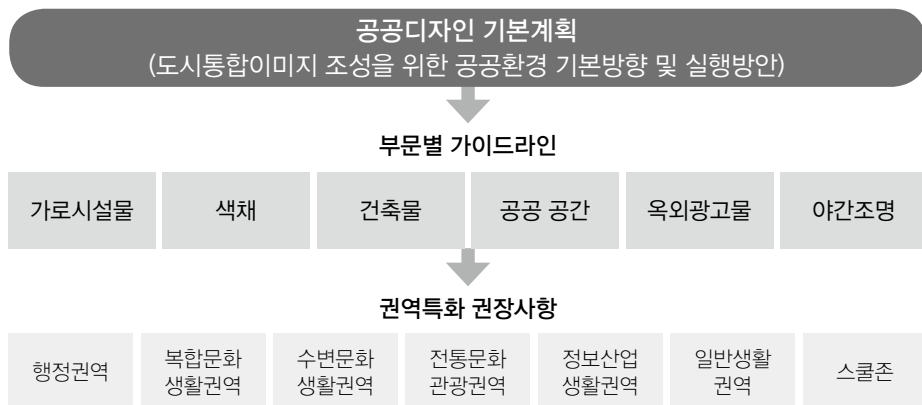 공공디자인 기본계획
(도시통합이미지 조성을 위한 공공환경 기본방향 및 실행방안)
부문별 가이드라인
가로시설물
색채
건축물
공공 공간
옥외광고물
야간조명
권역특화 권장사항
행정권역
복합문화
생활권역
수변문화
생활권역
전통문화
관광권역
정보산업
생활권역
일반생활
권역
스쿨존